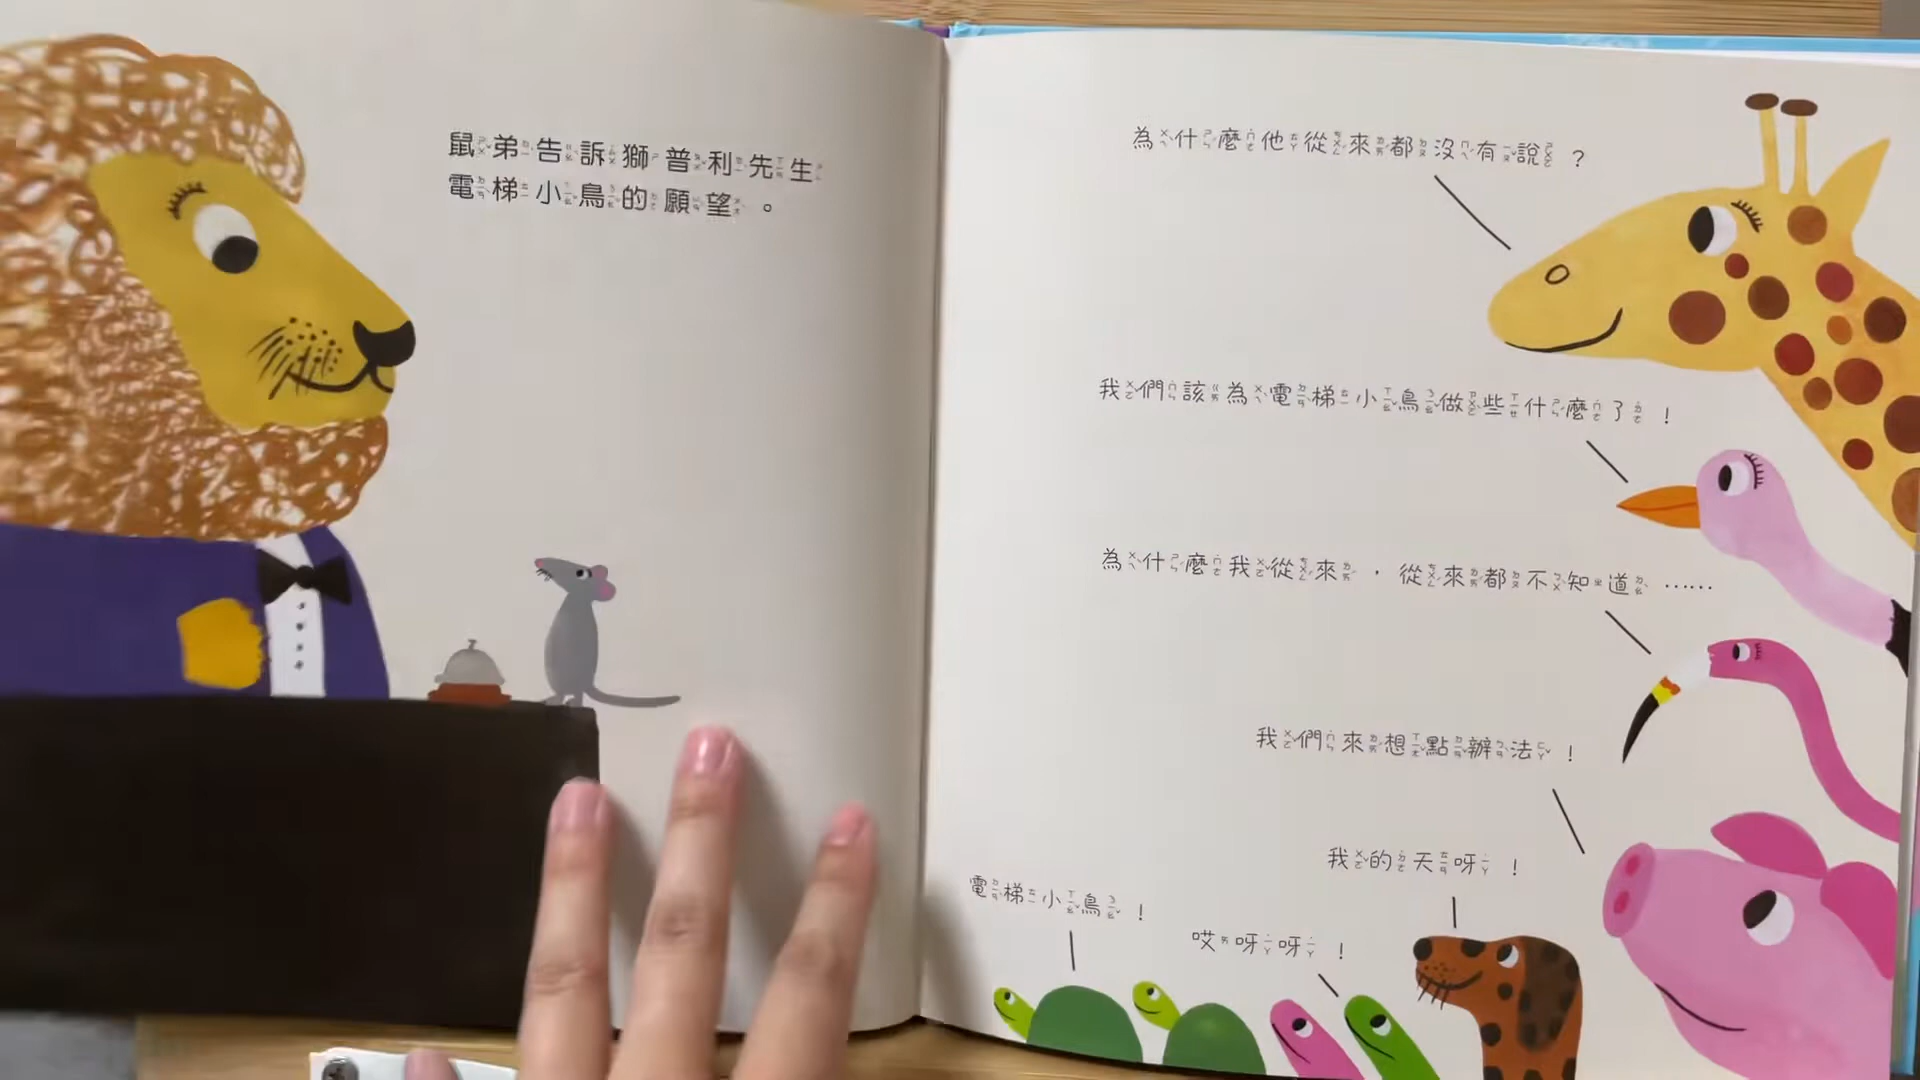 鼠弟告訴獅普利先生
電梯小鳥的願望。
為什麼他從來都沒有說？
我們該為電梯小鳥做些什麼了！
為什麼我從來，從來都不知道……
我們來想點辦法！
我的天呀！
電梯小鳥！
哎呀呀！